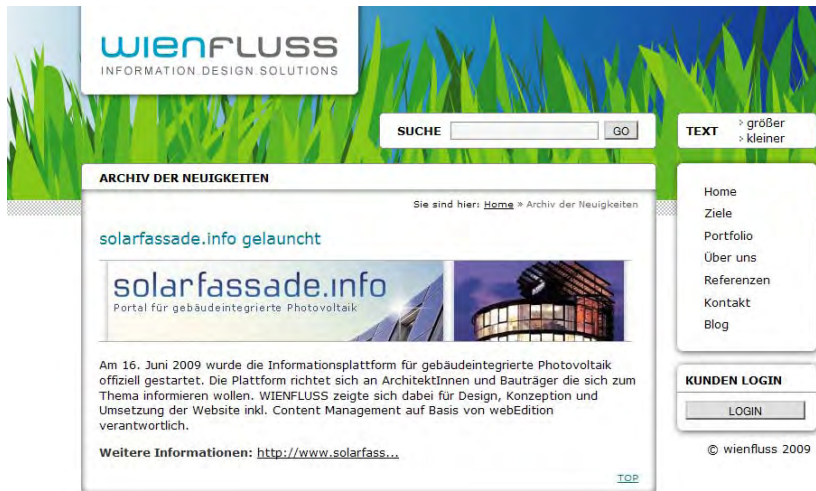 WIENFLUSS
INFORMATION.DESIGN.SOLUTIONS
SUCHE GO
TEXT > größer
> kleiner
ARCHIV DER NEUIGKEITEN
Sie sind hier: Home » Archiv der Neuigkeiten
solarfassade.info gelauncht
solarfassade.info
Portal für gebäudeintegrierte Photovoltaik
Am 16. Juni 2009 wurde die Informationsplattform für gebäudeintegrierte Photovoltaik
offiziell gestartet. Die Plattform richtet sich an ArchitektInnen und Bauträger die sich zum
Thema informieren wollen. WIENFLUSS zeigte sich dabei für Design, Konzeption und
Umsetzung der Website inkl. Content Management auf Basis von webEdition
verantwortlich.
Weitere Informationen: http://www.solarfass...
TOP
Home
Ziele
Portfolio
Über uns
Referenzen
Kontakt
Blog
KUNDEN LOGIN
LOGIN
© wienfluss 2009